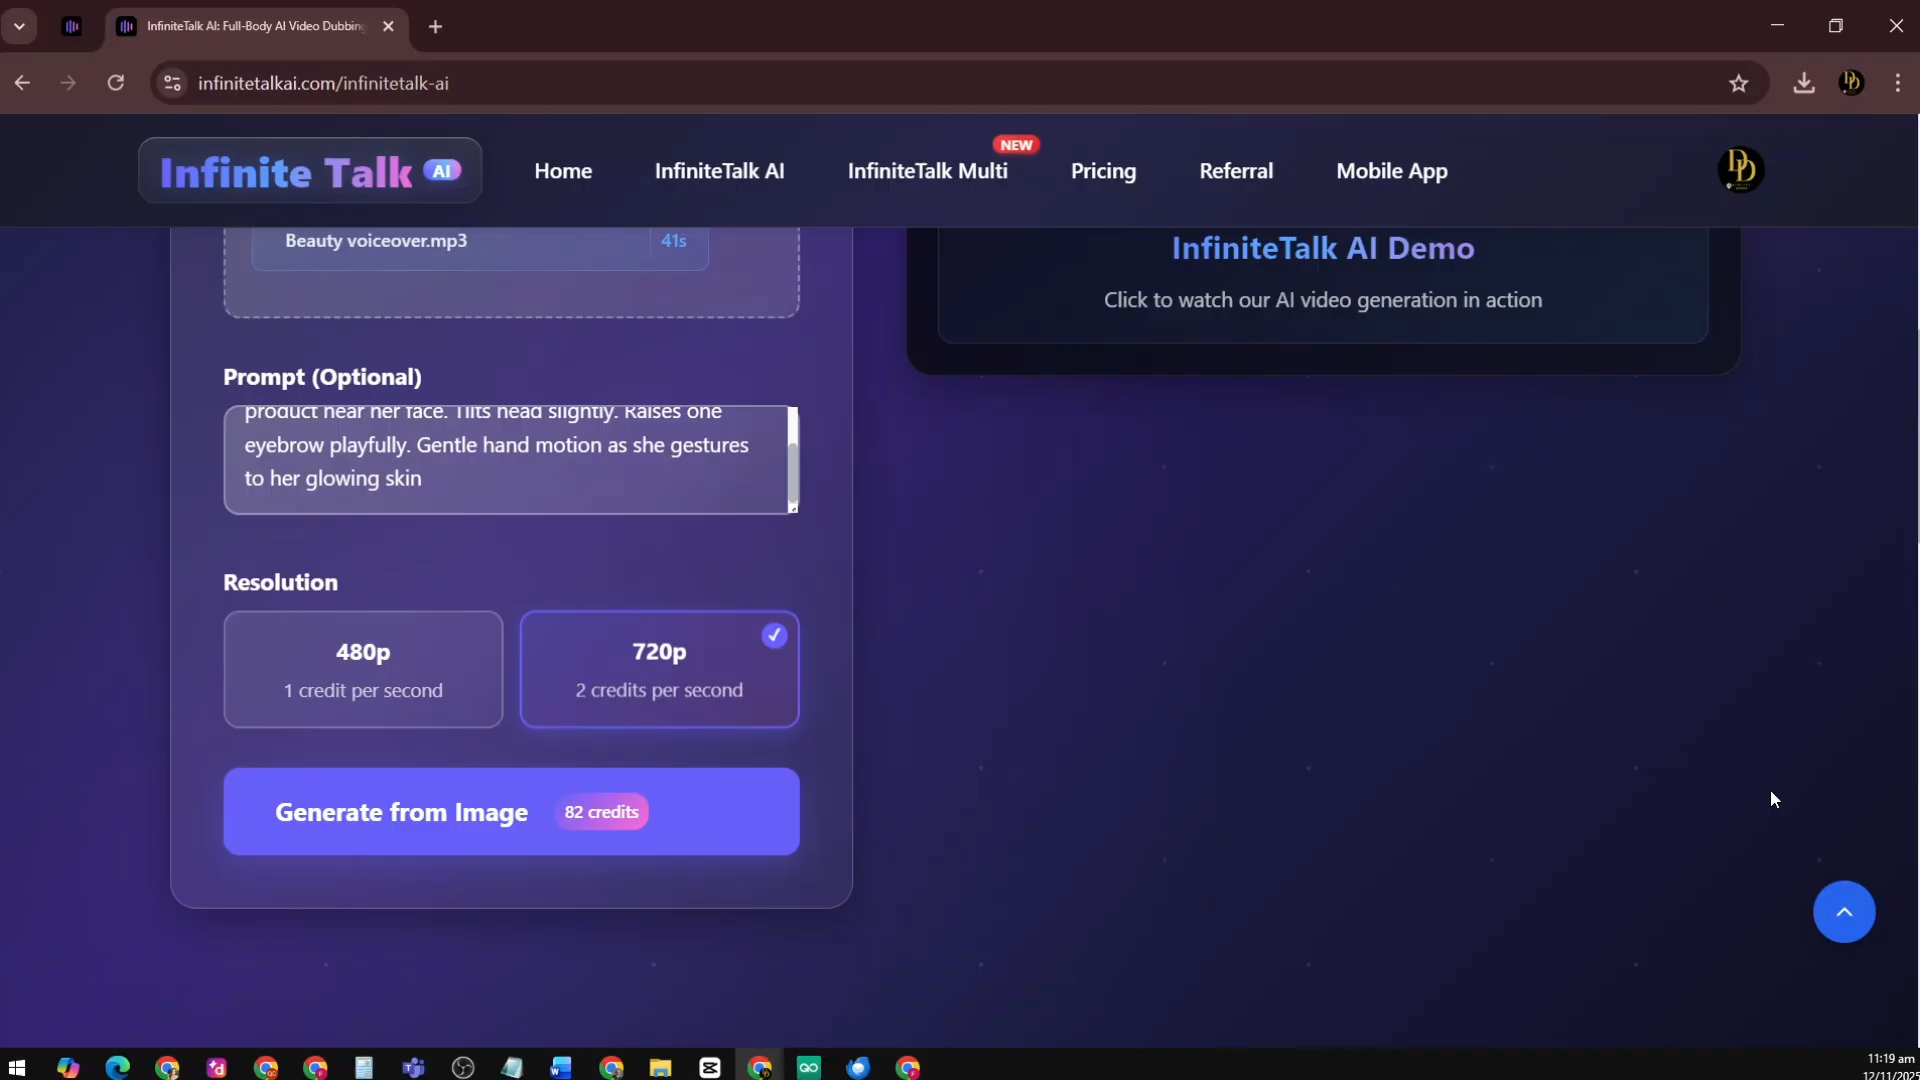 InfiniteTalk AI: Full-Body AI Video Dubbing
infinitetalkai.com/infinitetalk-ai
Infinite Talk AI
Home
InfiniteTalk AI
InfiniteTalk Multi
NEW
Pricing
Referral
Mobile App
Beauty voiceover.mp3
41s
InfiniteTalk AI Demo
Click to watch our AI video generation in action
Prompt (Optional)
product near her face. Tilts head slightly. Raises one
eyebrow playfully. Gentle hand motion as she gestures
to her glowing skin
Resolution
480p
1 credit per second
720p
2 credits per second
Generate from Image
82 credits
11:19 am
12/11/2025